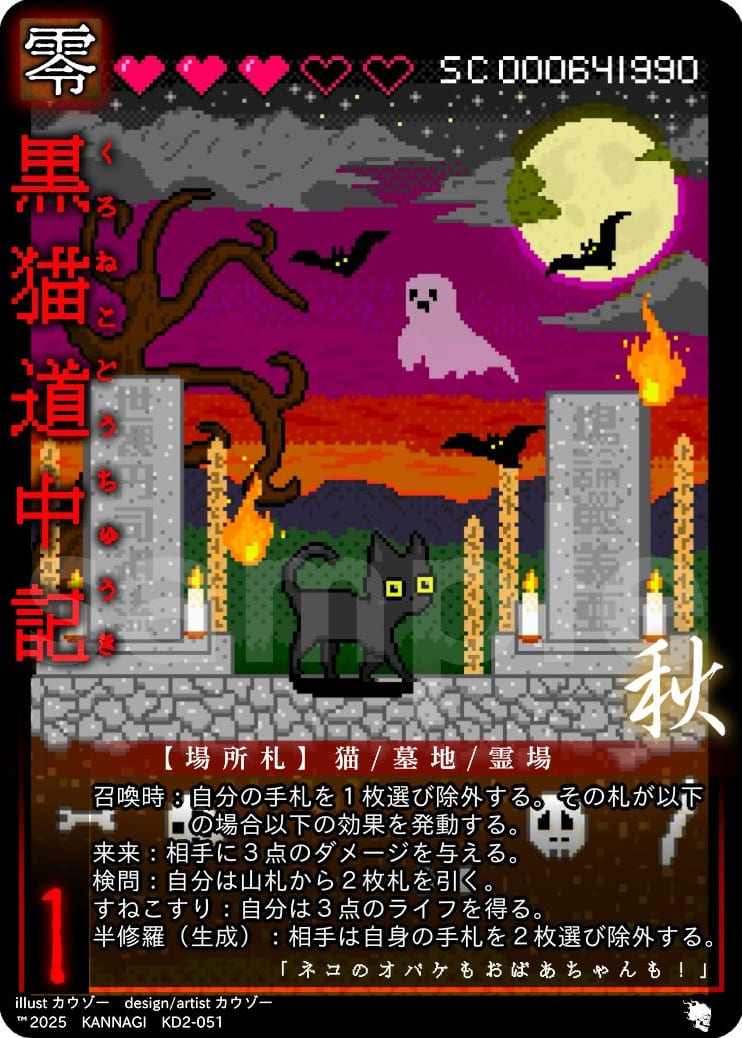 零
SC 000641990
黒猫道中記
くろねこどうちゅうき
秋
【場所札】猫/墓地/霊場
召喚時：自分の手札を１枚選び除外する。その札が以下
の場合以下の効果を発動する。
来来：相手に３点のダメージを与える。
検問：自分は山札から２枚札を引く。
すねこすり：自分は３点のライフを得る。
半修羅（生成）：相手は自身の手札を２枚選び除外する。
1
「ネコのオバケもおばあちゃんも！」
illust カウゾー　design/artist カウゾー
™2025　KANNAGI　KD2-051